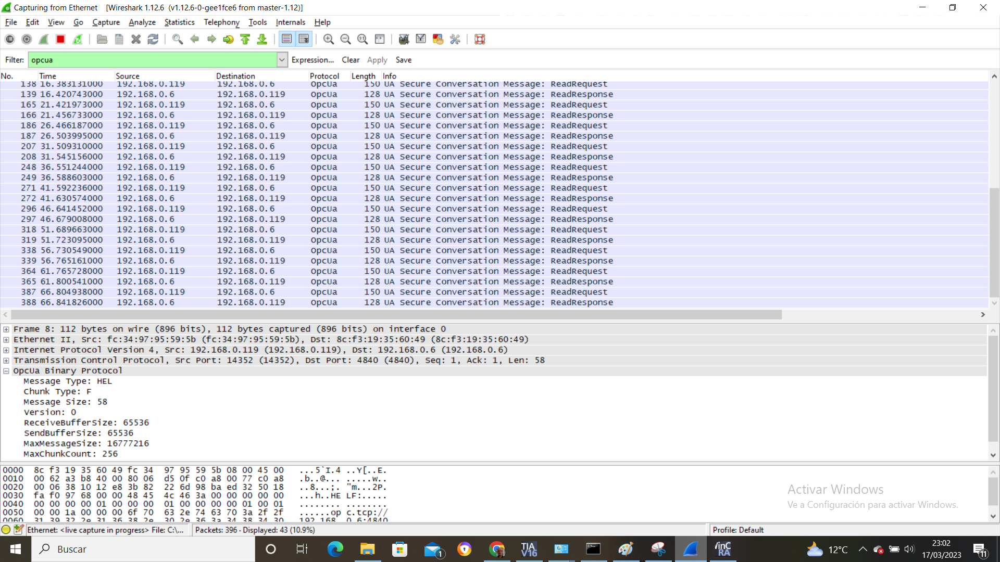 Capturing from Ethernet [Wireshark 1.12.6 (v1.12.6-0-gee1fce6 from master-1.12)]
File Edit View Go Capture Analyze Statistics Telephony Tools Internals Help
Filter: opcua Expression... Clear Apply Save
No. Time Source Destination Protocol Length Info
138 16.383131000 192.168.0.119 192.168.0.6 OpcUa 150 UA Secure Conversation Message: ReadRequest
139 16.420743000 192.168.0.6 192.168.0.119 OpcUa 128 UA Secure Conversation Message: ReadResponse
165 21.421973000 192.168.0.119 192.168.0.6 OpcUa 150 UA Secure Conversation Message: ReadRequest
166 21.456733000 192.168.0.6 192.168.0.119 OpcUa 128 UA Secure Conversation Message: ReadResponse
186 26.466187000 192.168.0.119 192.168.0.6 OpcUa 150 UA Secure Conversation Message: ReadRequest
187 26.503995000 192.168.0.6 192.168.0.119 OpcUa 128 UA Secure Conversation Message: ReadResponse
207 31.509310000 192.168.0.119 192.168.0.6 OpcUa 150 UA Secure Conversation Message: ReadRequest
208 31.545156000 192.168.0.6 192.168.0.119 OpcUa 128 UA Secure Conversation Message: ReadResponse
248 36.551244000 192.168.0.119 192.168.0.6 OpcUa 150 UA Secure Conversation Message: ReadRequest
249 36.588603000 192.168.0.6 192.168.0.119 OpcUa 128 UA Secure Conversation Message: ReadResponse
271 41.592236000 192.168.0.119 192.168.0.6 OpcUa 150 UA Secure Conversation Message: ReadRequest
272 41.630574000 192.168.0.6 192.168.0.119 OpcUa 128 UA Secure Conversation Message: ReadResponse
296 46.641452000 192.168.0.119 192.168.0.6 OpcUa 150 UA Secure Conversation Message: ReadRequest
297 46.679008000 192.168.0.6 192.168.0.119 OpcUa 128 UA Secure Conversation Message: ReadResponse
318 51.689663000 192.168.0.119 192.168.0.6 OpcUa 150 UA Secure Conversation Message: ReadRequest
319 51.723095000 192.168.0.6 192.168.0.119 OpcUa 128 UA Secure Conversation Message: ReadResponse
338 56.730549000 192.168.0.119 192.168.0.6 OpcUa 150 UA Secure Conversation Message: ReadRequest
339 56.765161000 192.168.0.6 192.168.0.119 OpcUa 128 UA Secure Conversation Message: ReadResponse
364 61.765728000 192.168.0.119 192.168.0.6 OpcUa 150 UA Secure Conversation Message: ReadRequest
365 61.800541000 192.168.0.6 192.168.0.119 OpcUa 128 UA Secure Conversation Message: ReadResponse
387 66.804938000 192.168.0.119 192.168.0.6 OpcUa 150 UA Secure Conversation Message: ReadRequest
388 66.841826000 192.168.0.6 192.168.0.119 OpcUa 128 UA Secure Conversation Message: ReadResponse
Frame 8: 112 bytes on wire (896 bits), 112 bytes captured (896 bits) on interface 0
Ethernet II, Src: fc:34:97:95:59:5b (fc:34:97:95:59:5b), Dst: 8c:f3:19:35:60:49 (8c:f3:19:35:60:49)
Internet Protocol Version 4, Src: 192.168.0.119 (192.168.0.119), Dst: 192.168.0.6 (192.168.0.6)
Transmission Control Protocol, Src Port: 14352 (14352), Dst Port: 4840 (4840), Seq: 1, Ack: 1, Len: 58
OpcUa Binary Protocol
Message Type: HEL
Chunk Type: F
Message Size: 58
Version: 0
ReceiveBufferSize: 65536
SendBufferSize: 65536
MaxMessageSize: 16777216
MaxChunkCount: 256
0000 8c f3 19 35 60 49 fc 34 97 95 59 5b 08 00 45 00 ...5`I.4 ..Y[..E.
0010 00 62 a3 b8 40 00 80 06 d5 0f c0 a8 00 77 c0 a8 .b..@... .....w..
0020 00 06 38 10 12 e8 3b 82 22 6d 98 ba ed 32 50 18 ..8...;. "m...2P.
0030 fa f0 97 68 00 00 48 45 4c 46 3a 00 00 00 00 00 ...h..HE LF:.....
0040 00 00 00 00 01 00 00 00 01 00 00 00 00 01 00 01 ........ ........
0050 00 00 1a 00 00 00 6f 70 63 2e 74 63 70 3a 2f 2f ......op c.tcp://
0060 31 39 32 2e 31 36 38 2e 30 2e 36 3a 34 38 34 30 192.168. 0.6:4840
Activar Windows
Ve a Configuración para activar Windows.
Ethernet: <live capture in progress> File: C:\... Packets: 396 · Displayed: 43 (10.9%) Profile: Default
Buscar
1
TIA V16
WinC RA
12°C
23:02
17/03/2023
11